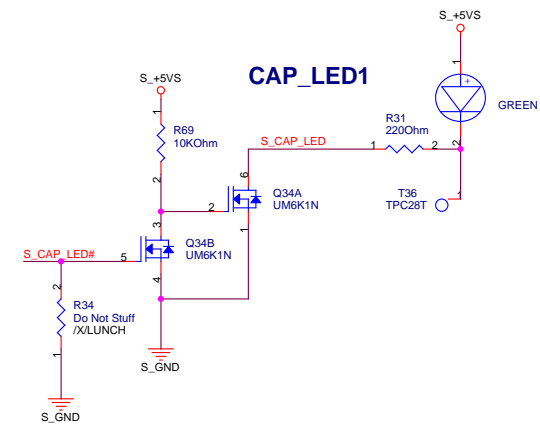 S_+5VS
S_+5VS
CAP_LED1
1
+
GREEN
2
1
R69
10KOhm
2
S_CAP_LED
1
R31
220Ohm
2
T36
TPC28T
1
6
Q34A
UM6K1N
2
1
3
Q34B
UM6K1N
S_CAP_LED#
5
4
2
R34
Do Not Stuff
/X/LUNCH
1
S_GND
S_GND